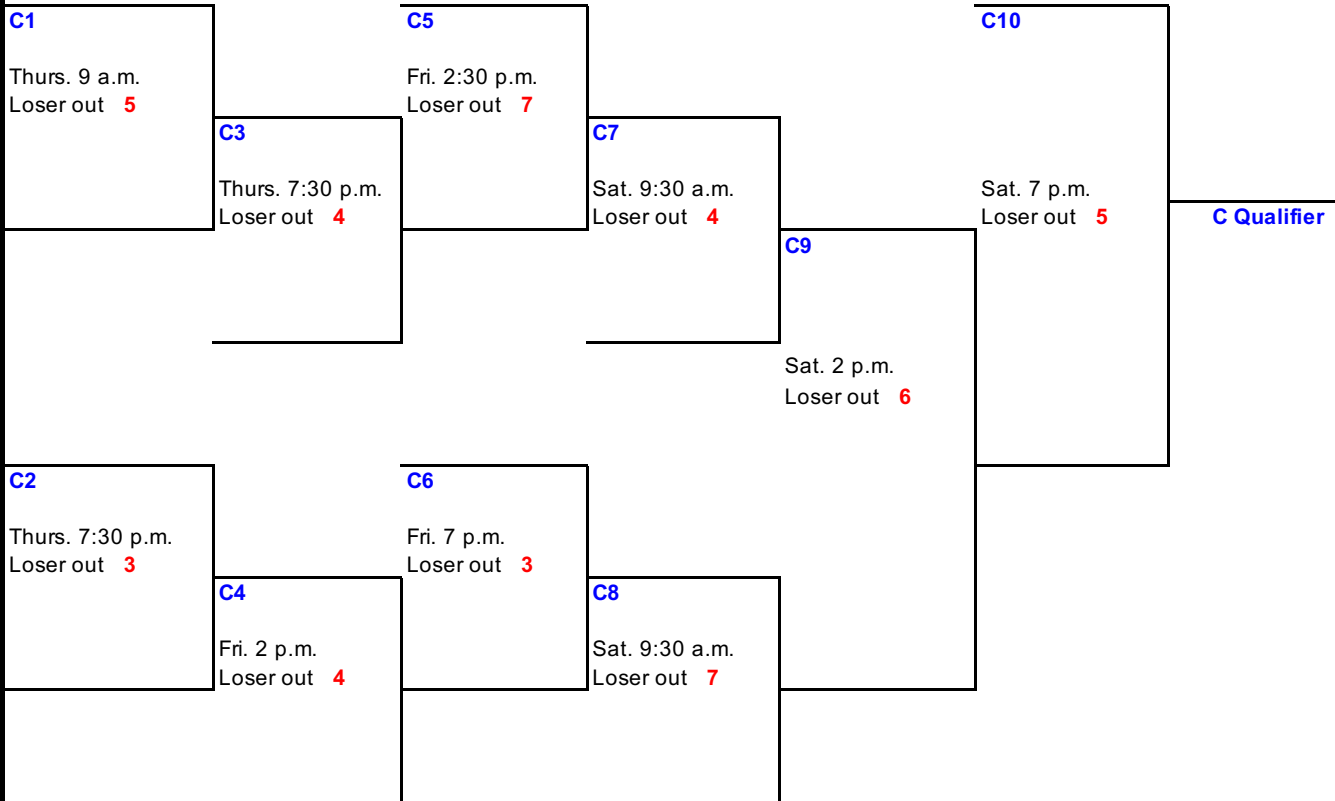 C1
Thurs. 9 a.m.
Loser out 5
C3
Thurs. 7:30 p.m.
Loser out 4
C5
Fri. 2:30 p.m.
Loser out 7
C7
Sat. 9:30 a.m.
Loser out 4
C9
Sat. 2 p.m.
Loser out 6
C10
Sat. 7 p.m.
Loser out 5
C Qualifier
C2
Thurs. 7:30 p.m.
Loser out 3
C4
Fri. 2 p.m.
Loser out 4
C6
Fri. 7 p.m.
Loser out 3
C8
Sat. 9:30 a.m.
Loser out 7